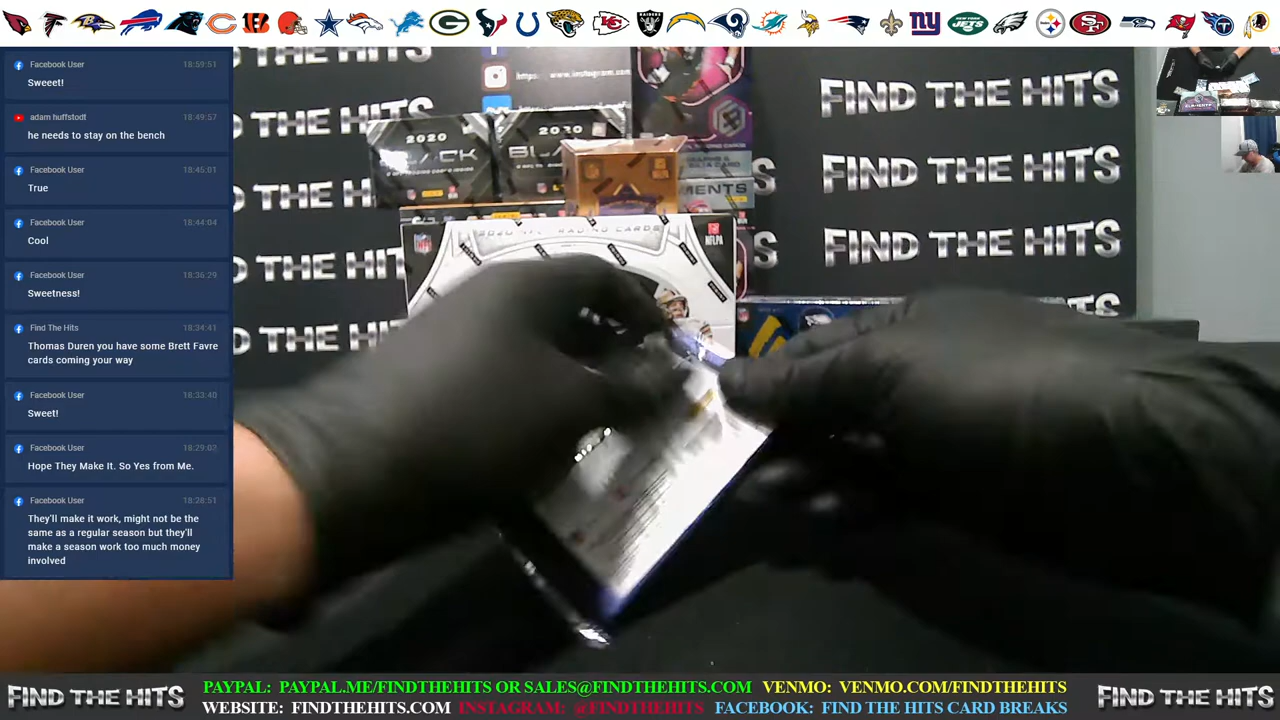 Facebook User 18:59:51
Sweeet!
adam huffstodt 18:49:57
he needs to stay on the bench
Facebook User 18:45:01
True
Facebook User 18:44:04
Cool
Facebook User 18:36:29
Sweetness!
Find The Hits 18:34:41
Thomas Duren you have some Brett Favre
cards coming your way
Facebook User 18:33:40
Sweet!
Facebook User 18:29:02
Hope They Make It. So Yes from Me.
Facebook User 18:28:51
They'll make it work, might not be the
same as a regular season but they'll
make a season work too much money
involved
FIND THE HITS
FIND THE HITS
FIND THE HITS
FIND THE HITS
www.instagram.com
2020
2020
NFL
NFLPA
FIND THE HITS
PAYPAL: PAYPAL.ME/FINDTHEHITS OR SALES@FINDTHEHITS.COM VENMO: VENMO.COM/FINDTHEHITS
WEBSITE: FINDTHEHITS.COM INSTAGRAM: @FINDTHEHITS FACEBOOK: FIND THE HITS CARD BREAKS
FIND THE HITS